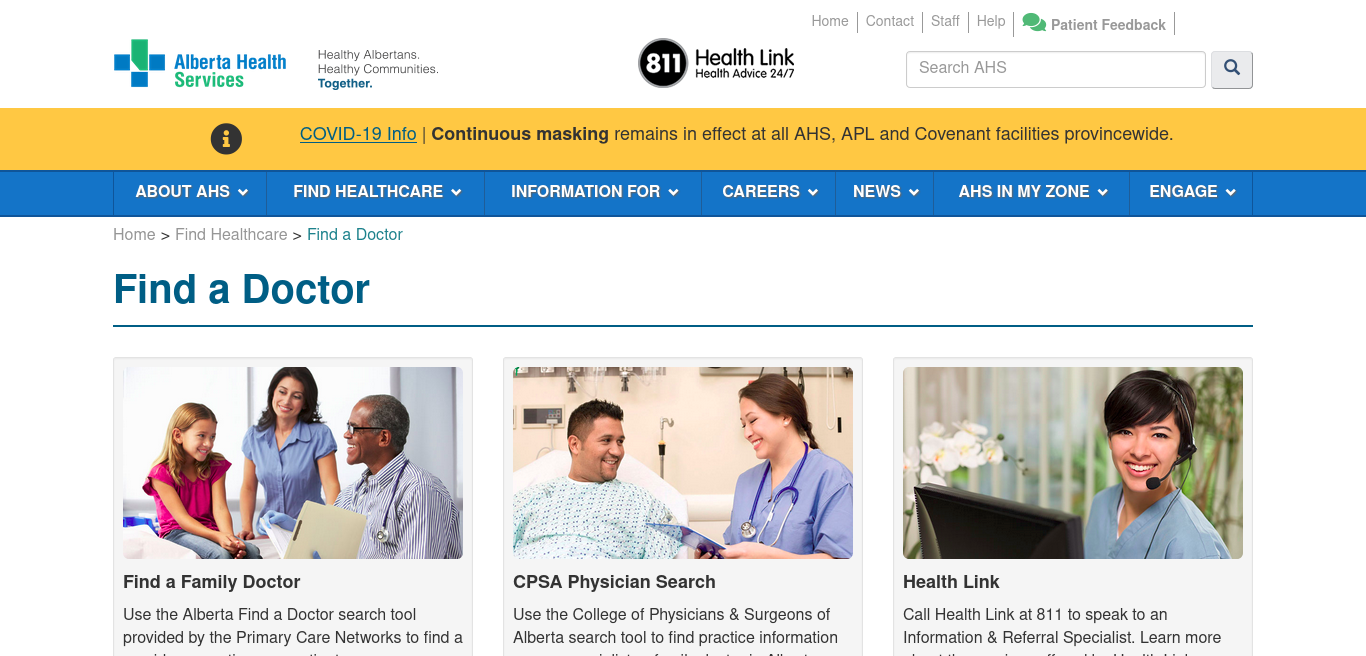 Home Contact Staff Help Patient Feedback
Alberta Health Services
Healthy Albertans.
Healthy Communities.
Together.
811 Health Link
Health Advice 24/7
Search AHS
COVID-19 Info | Continuous masking remains in effect at all AHS, APL and Covenant facilities provincewide.
ABOUT AHS FIND HEALTHCARE INFORMATION FOR CAREERS NEWS AHS IN MY ZONE ENGAGE
Home > Find Healthcare > Find a Doctor
Find a Doctor
Find a Family Doctor
Use the Alberta Find a Doctor search tool
provided by the Primary Care Networks to find a
CPSA Physician Search
Use the College of Physicians & Surgeons of
Alberta search tool to find practice information
Health Link
Call Health Link at 811 to speak to an
Information & Referral Specialist. Learn more